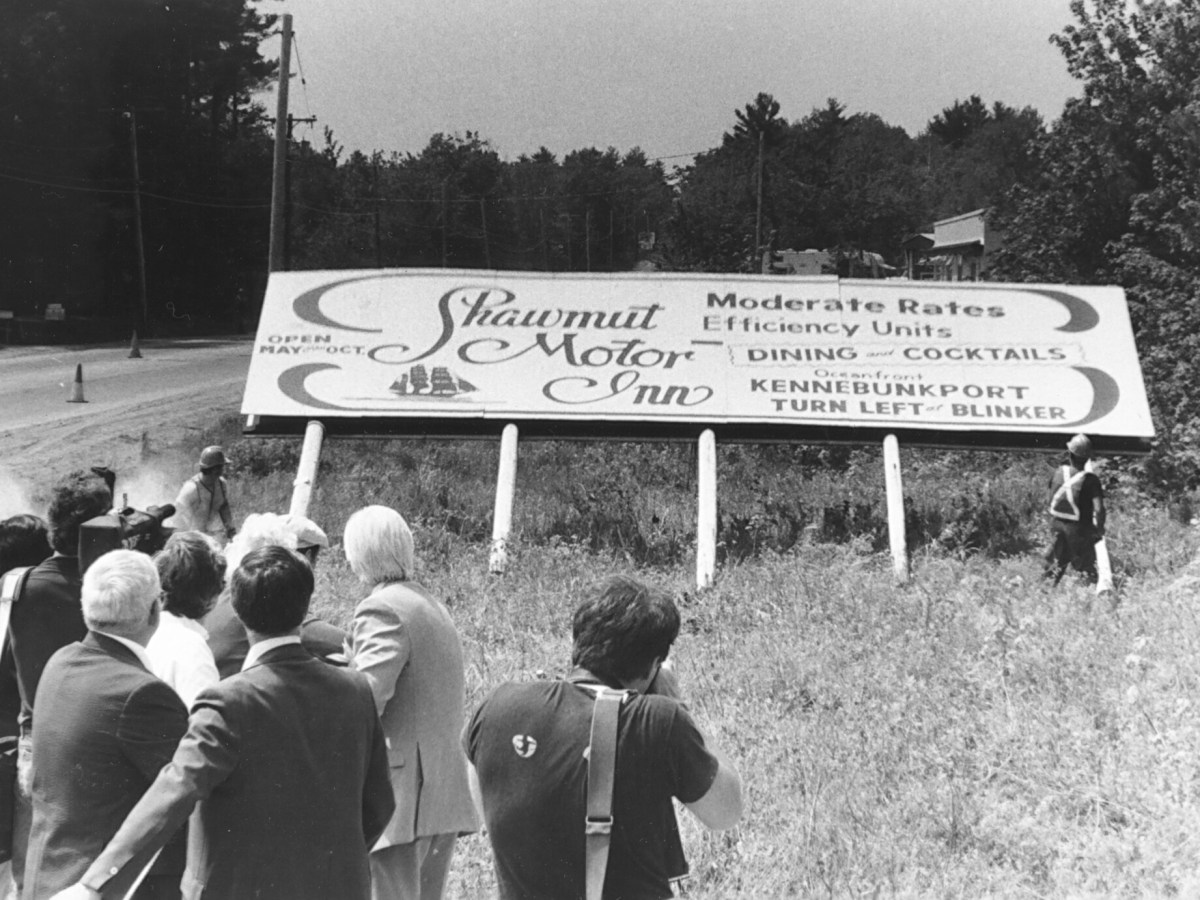 OPEN
MAY thru OCT.
Shawmut
Motor
Inn
Moderate Rates
Efficiency Units
DINING and COCKTAILS
Oceanfront
KENNEBUNKPORT
TURN LEFT at BLINKER